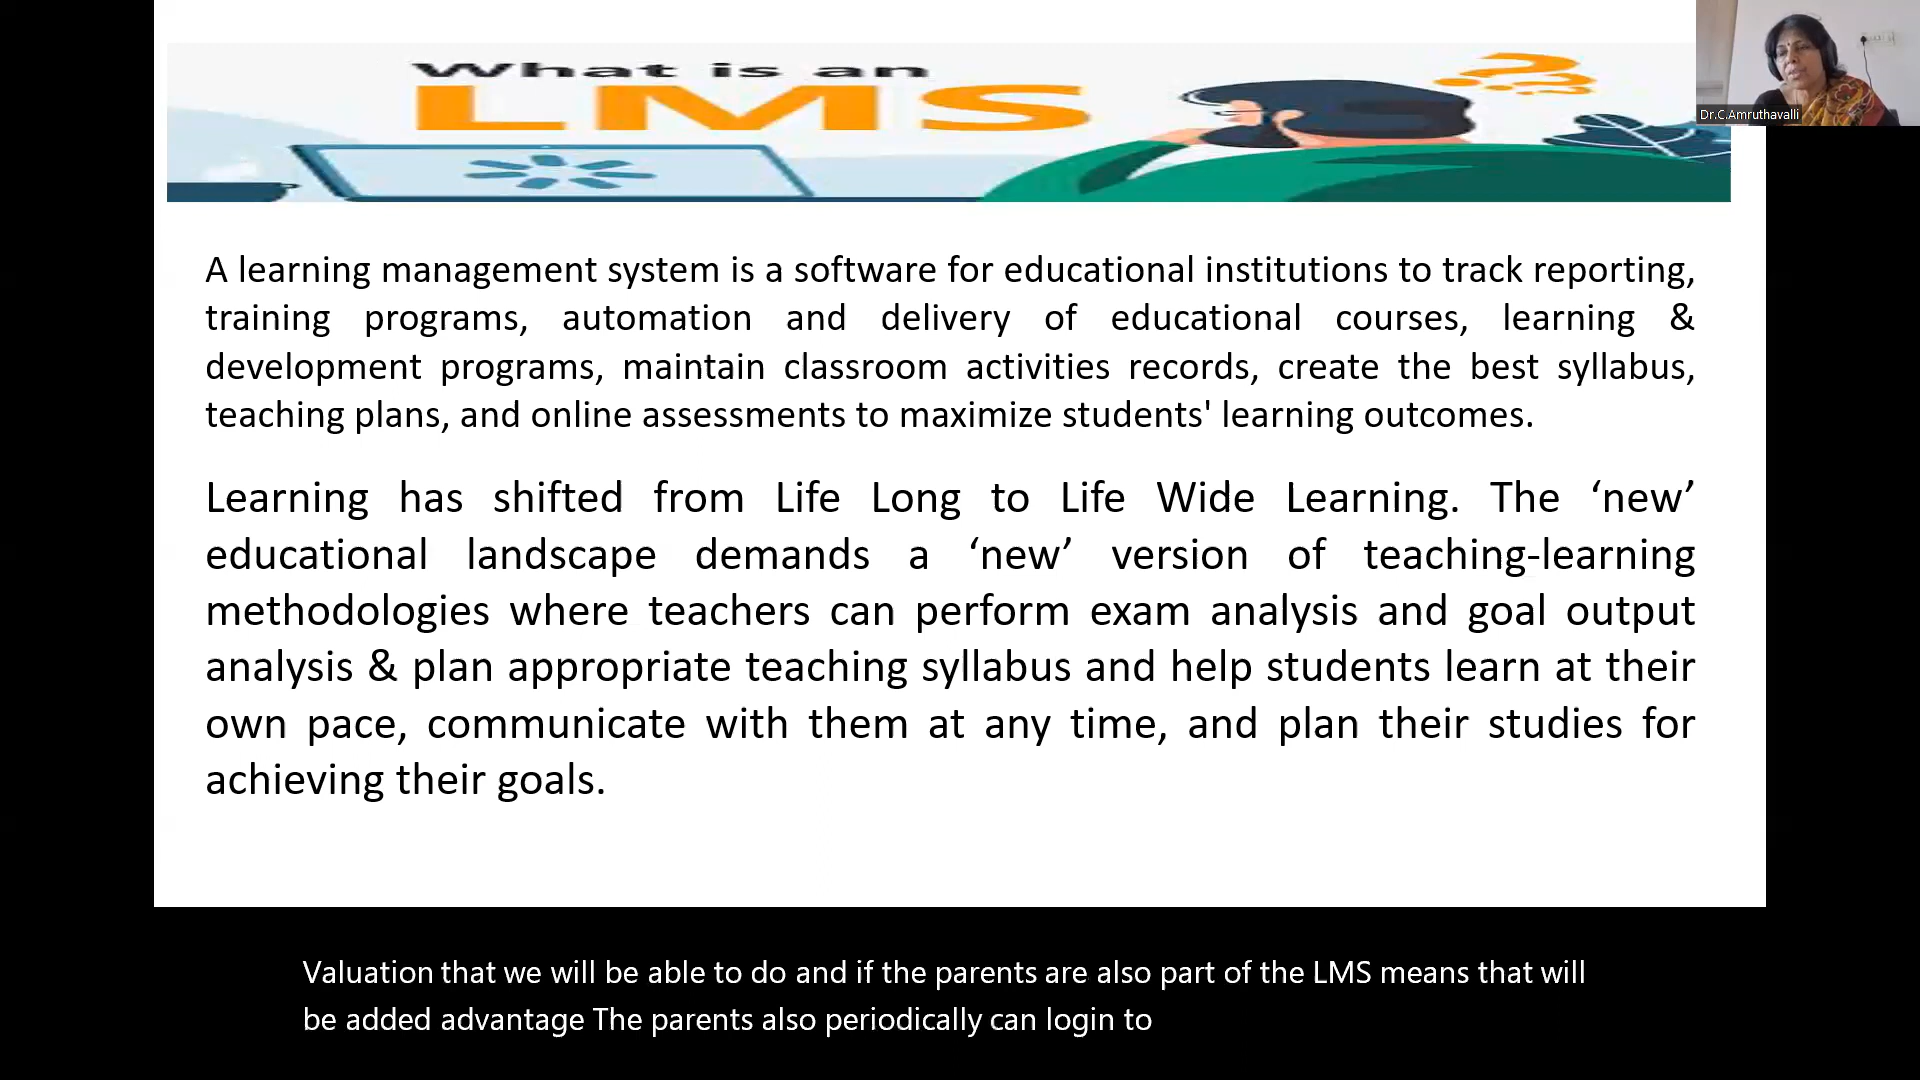 What is an
LMS
???
Dr.C.Amruthavalli
A learning management system is a software for educational institutions to track reporting,
training programs, automation and delivery of educational courses, learning &
development programs, maintain classroom activities records, create the best syllabus,
teaching plans, and online assessments to maximize students' learning outcomes.
Learning has shifted from Life Long to Life Wide Learning. The ‘new’
educational landscape demands a ‘new’ version of teaching-learning
methodologies where teachers can perform exam analysis and goal output
analysis & plan appropriate teaching syllabus and help students learn at their
own pace, communicate with them at any time, and plan their studies for
achieving their goals.
Valuation that we will be able to do and if the parents are also part of the LMS means that will
be added advantage The parents also periodically can login to